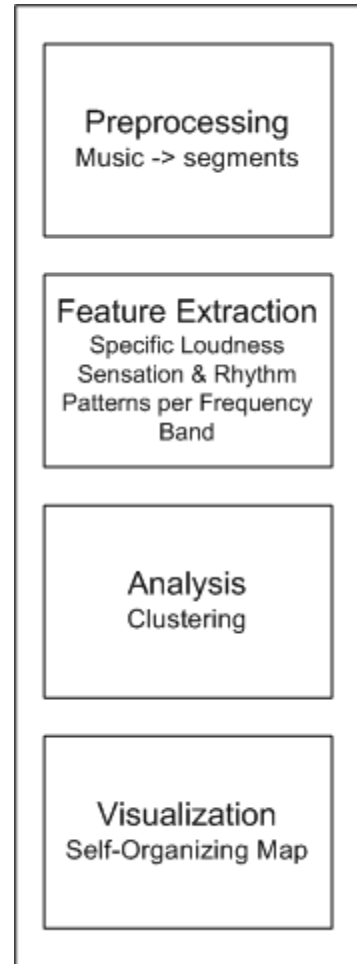 Preprocessing
Music -> segments
Feature Extraction
Specific Loudness
Sensation & Rhythm
Patterns per Frequency
Band
Analysis
Clustering
Visualization
Self-Organizing Map